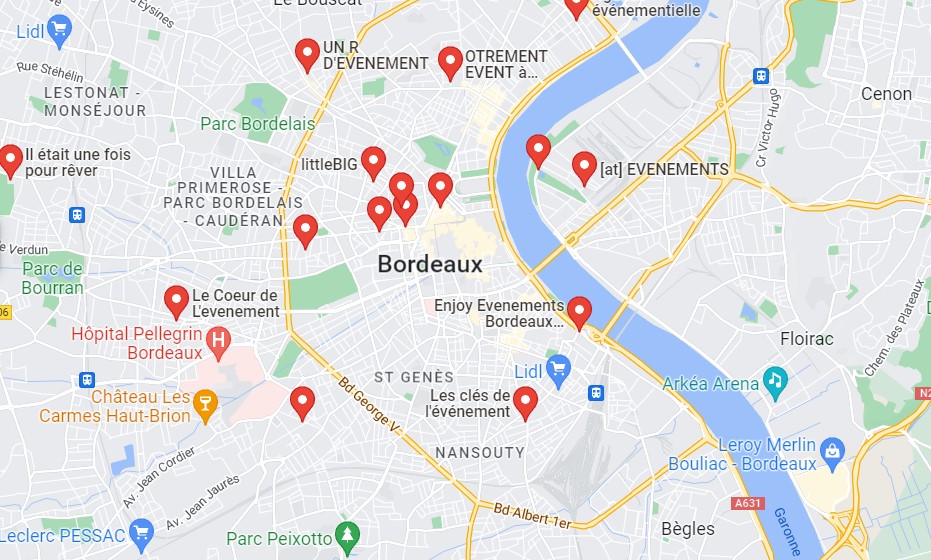 Le Bouscat
événementielle
Eysines
Lidl
UN R
D'EVENEMENT
OTREMENT
EVENT à...
Rue Stéhélin
LESTONAT -
MONSÉJOUR
Cenon
Cr Victor Hugo
Parc Bordelais
Il était une fois
pour rêver
littleBIG
[at] EVENEMENTS
VILLA
PRIMEROSE -
PARC BORDELAIS
- CAUDÉRAN
e Verdun
Bordeaux
Parc de
Bourran
Le Coeur de
L'evenement
Enjoy Evenements
Bordeaux...
Chem. des Plateaux
Hôpital Pellegrin
Bordeaux
H
Floirac
ST GENÈS
Lidl
Arkéa Arena
Château Les
Carmes Haut-Brion
Bd George V
Les clés de
l'événement
N2
NANSOUTY
Leroy Merlin
Bouliac - Bordeaux
Av. Jean Cordier
Av. Jean Jaurès
A631
Bd Albert 1er
Garonne
Leclerc PESSAC
Parc Peixotto
Bègles